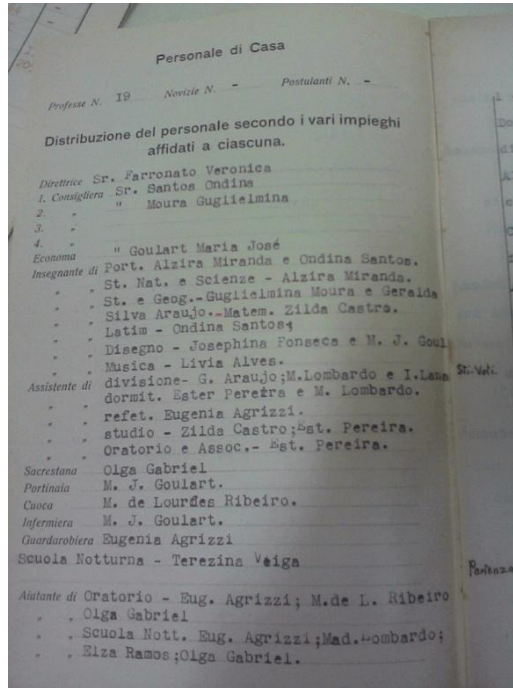 Personale di Casa
Professe N. 19 Novizie N. - Postulanti N. -
Distribuzione del personale secondo i vari impieghi
affidati a ciascuna.
Direttrice Sr. Farronato Veronica
1. Consigliera Sr. Santos Ondina
2. " " Moura Guglielmina
3. "
4. "
Economa " Goulart Maria José
Insegnante di Port. Alzira Miranda e Ondina Santos.
" " St. Nat. e Scienze - Alzira Miranda.
" " St. e Geog.-Guglielmina Moura e Geralda
" " Silva Araujo.-Matem. Zilda Castro.
" " Latim - Ondina Santos;
" " Disegno - Josephina Fonseca e M. J. Goul
" " Musica - Livia Alves.
Assistente di divisione- G. Araujo;M.Lombardo e I.Lana
" " dormit. Ester Pereira e M. Lombardo.
" " refet. Eugenia Agrizzi.
" " studio - Zilda Castro;Est. Pereira.
" " Oratorio e Assoc.- Est. Pereira.
Sacrestana Olga Gabriel
Portinaia M. J. Goulart.
Cuoca M. de Lourdes Ribeiro.
Infermiera M. J. Goulart.
Guardarobiera Eugenia Agrizzi
Scuola Notturna - Terezina Veiga
Aiutante di Oratorio - Eug. Agrizzi; M.de L. Ribeiro
" " Olga Gabriel
" " Scuola Nott. Eug. Agrizzi;Mad.Lombardo;
" " Elza Ramos;Olga Gabriel.